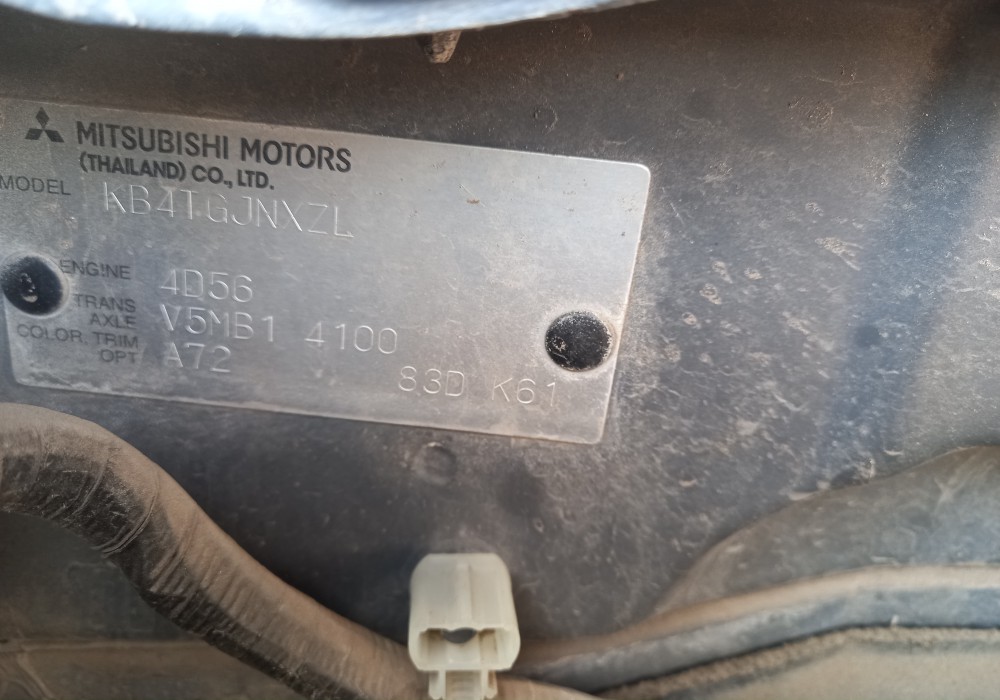 MITSUBISHI MOTORS
(THAILAND) CO., LTD.
MODEL KB4TGJNXZL
ENGINE 4D56
TRANS AXLE V5MB1 4100
COLOR. TRIM OPT A72 83D K61